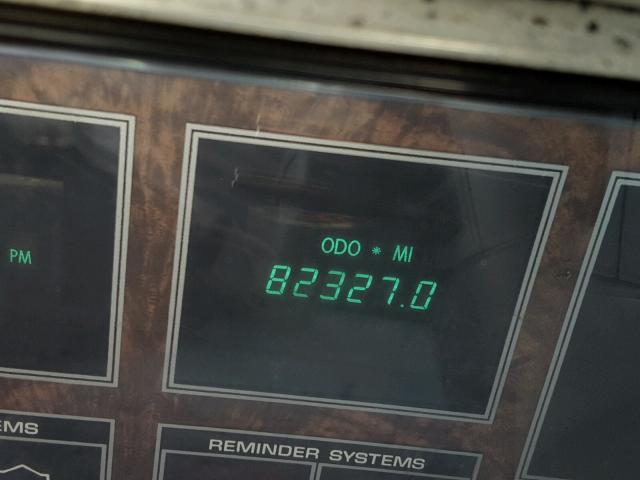 PM
ODO * MI
82327.0
EMS
REMINDER SYSTEMS